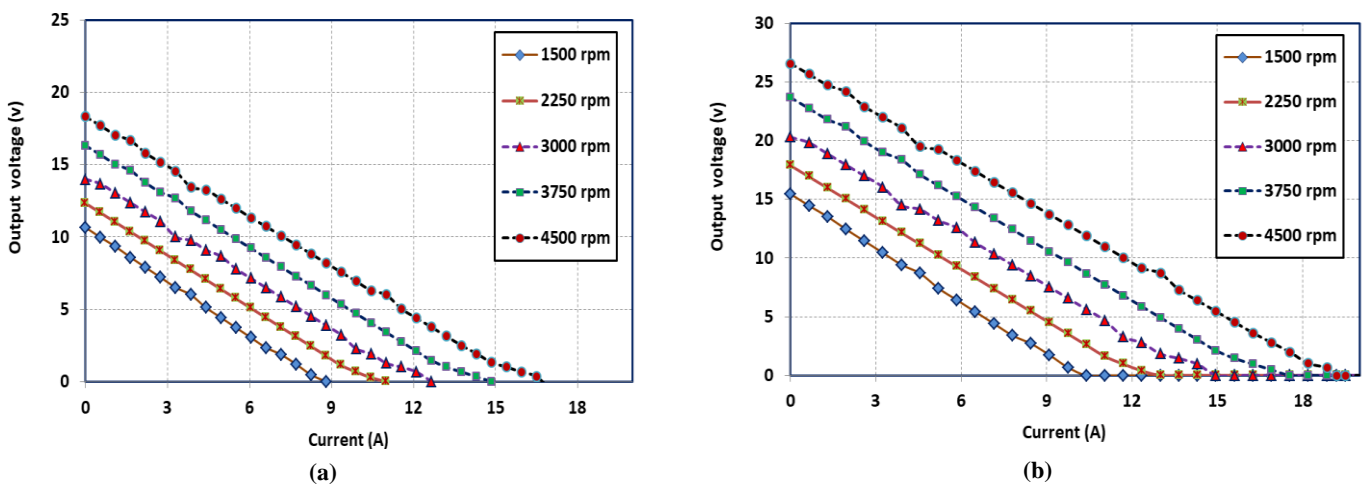 25
20
15
10
5
0
0 3 6 9 12 15 18
Output voltage (v)
Current (A)
1500 rpm
2250 rpm
3000 rpm
3750 rpm
4500 rpm
(a)
30
25
20
15
10
5
0
0 3 6 9 12 15 18
Output voltage (v)
Current (A)
1500 rpm
2250 rpm
3000 rpm
3750 rpm
4500 rpm
(b)